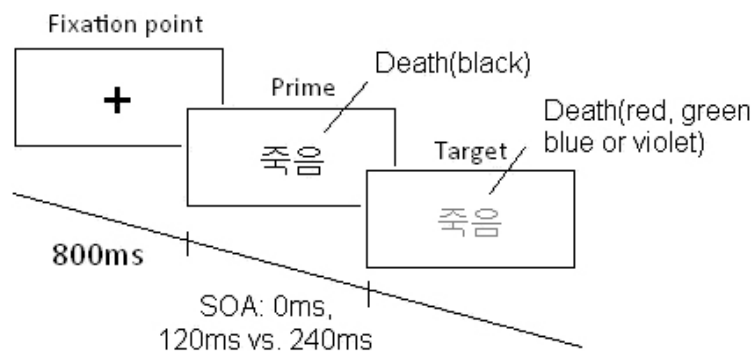 Fixation point
+
Prime
Death(black)
죽음
Target
Death(red, green
blue or violet)
죽음
800ms
SOA: 0ms,
120ms vs. 240ms